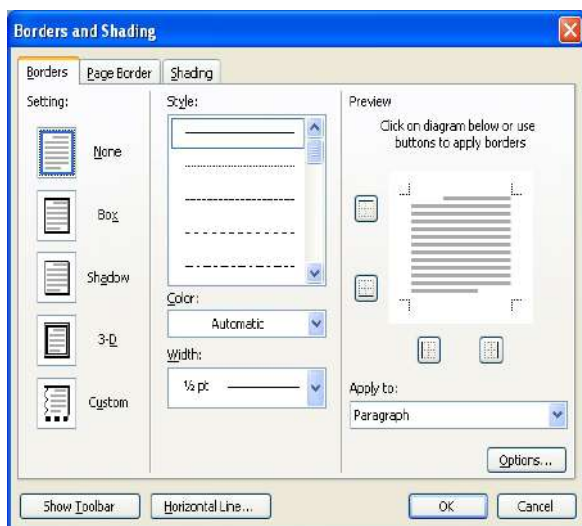 Borders and Shading
Borders
Page Border
Shading
Setting:
None
Box
Shadow
3-D
Custom
Style:
Color:
Automatic
Width:
½ pt
Preview
Click on diagram below or use
buttons to apply borders
Apply to:
Paragraph
Options...
Show Toolbar
Horizontal Line...
OK
Cancel